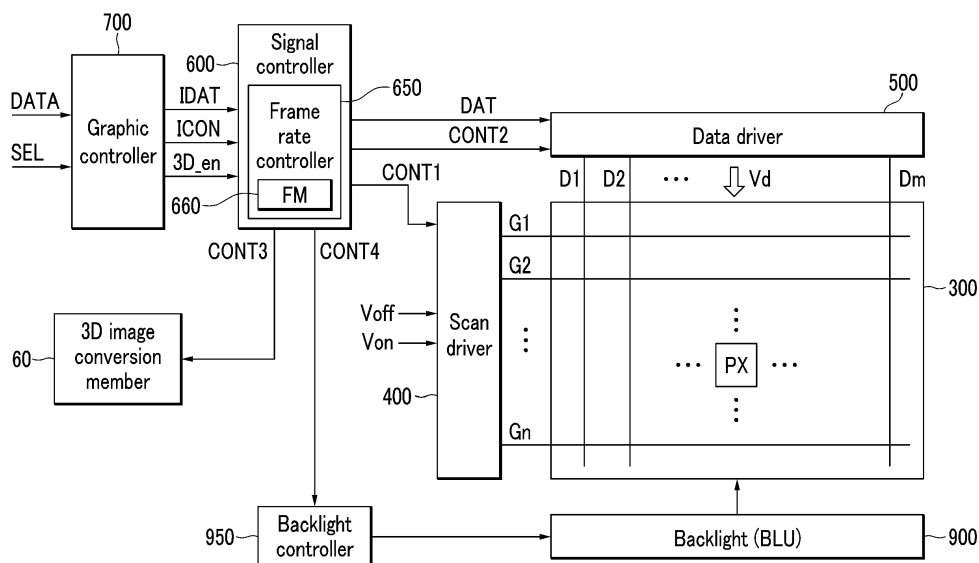 700
DATA
SEL
Graphic
controller
IDAT
ICON
3D_en
600
Signal
controller
650
Frame
rate
controller
660
FM
DAT
CONT2
CONT1
500
Data driver
D1
D2
•••
Vd
Dm
CONT3
CONT4
G1
G2
300
Voff
Von
Scan
driver
400
PX
Gn
60
3D image
conversion
member
950
Backlight
controller
Backlight (BLU)
900